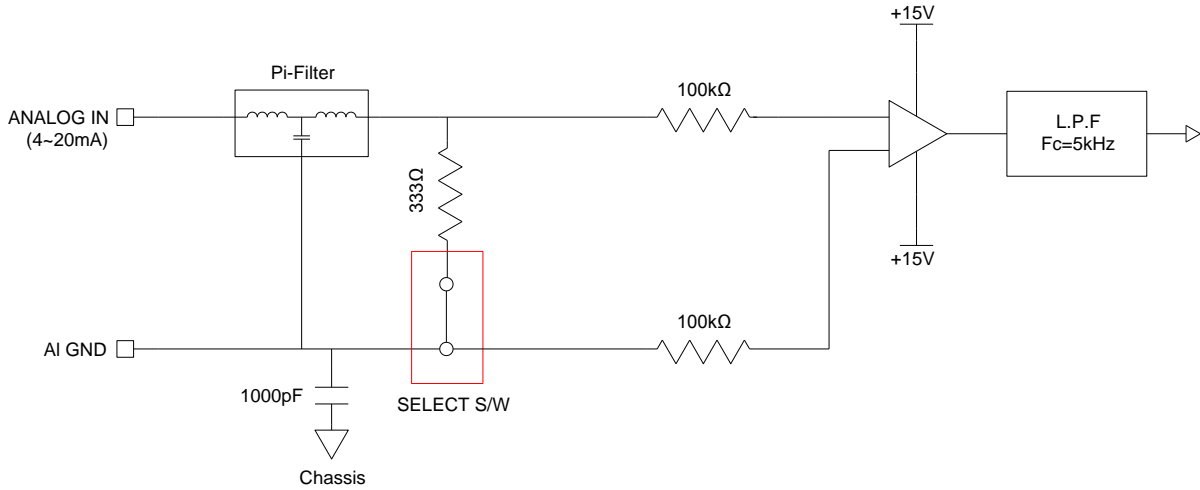 +15V
Pi-Filter
100kΩ
ANALOG IN
(4~20mA)
L.P.F
Fc=5kHz
333Ω
+15V
100kΩ
AI GND
1000pF
SELECT S/W
Chassis